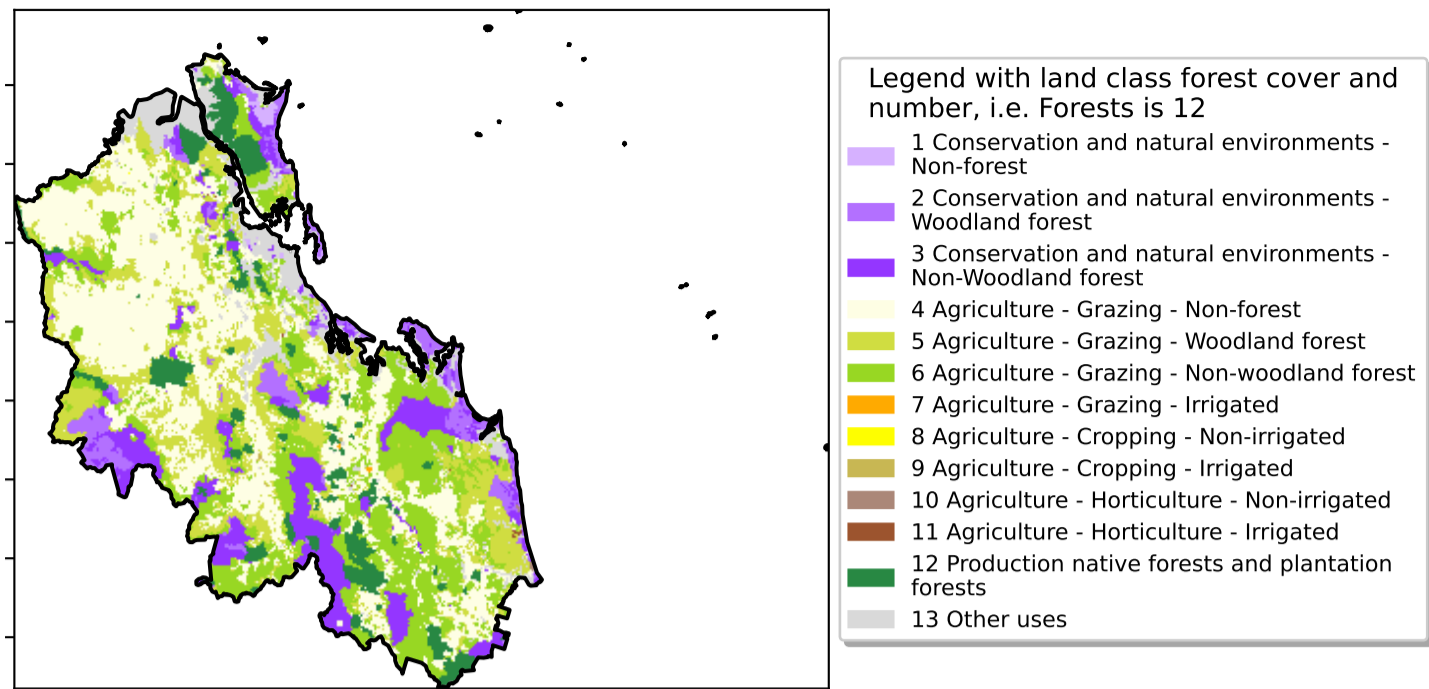 Legend with land class forest cover and
number, i.e. Forests is 12
1 Conservation and natural environments -
Non-forest
2 Conservation and natural environments -
Woodland forest
3 Conservation and natural environments -
Non-Woodland forest
4 Agriculture - Grazing - Non-forest
5 Agriculture - Grazing - Woodland forest
6 Agriculture - Grazing - Non-woodland forest
7 Agriculture - Grazing - Irrigated
8 Agriculture - Cropping - Non-irrigated
9 Agriculture - Cropping - Irrigated
10 Agriculture - Horticulture - Non-irrigated
11 Agriculture - Horticulture - Irrigated
12 Production native forests and plantation
forests
13 Other uses